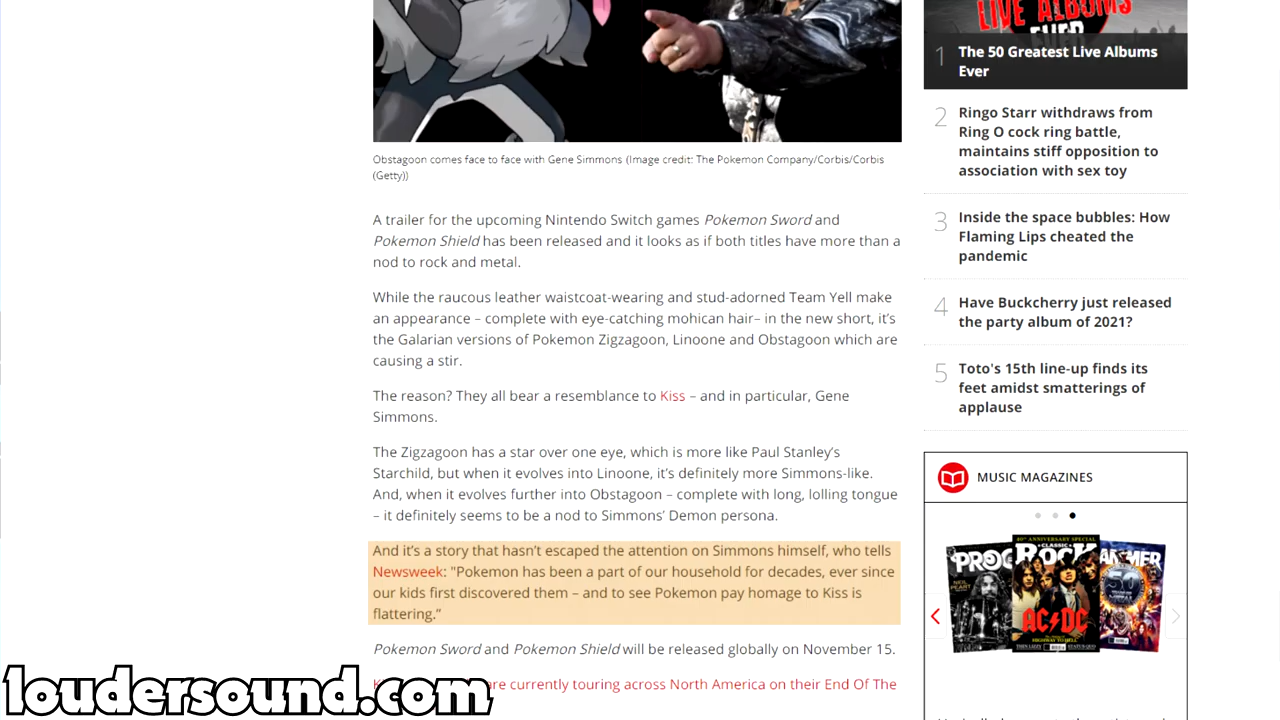 Obstagoon comes face to face with Gene Simmons (Image credit: The Pokemon Company/Corbis/Corbis
(Getty))
A trailer for the upcoming Nintendo Switch games Pokemon Sword and
Pokemon Shield has been released and it looks as if both titles have more than a
nod to rock and metal.
While the raucous leather waistcoat-wearing and stud-adorned Team Yell make
an appearance – complete with eye-catching mohican hair– in the new short, it's
the Galarian versions of Pokemon Zigzagoon, Linoone and Obstagoon which are
causing a stir.
The reason? They all bear a resemblance to Kiss – and in particular, Gene
Simmons.
The Zigzagoon has a star over one eye, which is more like Paul Stanley's
Starchild, but when it evolves into Linoone, it's definitely more Simmons-like.
And, when it evolves further into Obstagoon – complete with long, lolling tongue
– it definitely seems to be a nod to Simmons' Demon persona.
And it's a story that hasn't escaped the attention on Simmons himself, who tells
Newsweek: "Pokemon has been a part of our household for decades, ever since
our kids first discovered them – and to see Pokemon pay homage to Kiss is
flattering."
Pokemon Sword and Pokemon Shield will be released globally on November 15.
are currently touring across North America on their End Of The
loudersound.com
LIVE ALBUMS
EVER
1 The 50 Greatest Live Albums
Ever
2 Ringo Starr withdraws from
Ring O cock ring battle,
maintains stiff opposition to
association with sex toy
3 Inside the space bubbles: How
Flaming Lips cheated the
pandemic
4 Have Buckcherry just released
the party album of 2021?
5 Toto's 15th line-up finds its
feet amidst smatterings of
applause
MUSIC MAGAZINES
PROG
NEIL
PEART
CLASSIC
ROCK
AC/DC
HAMMER
50